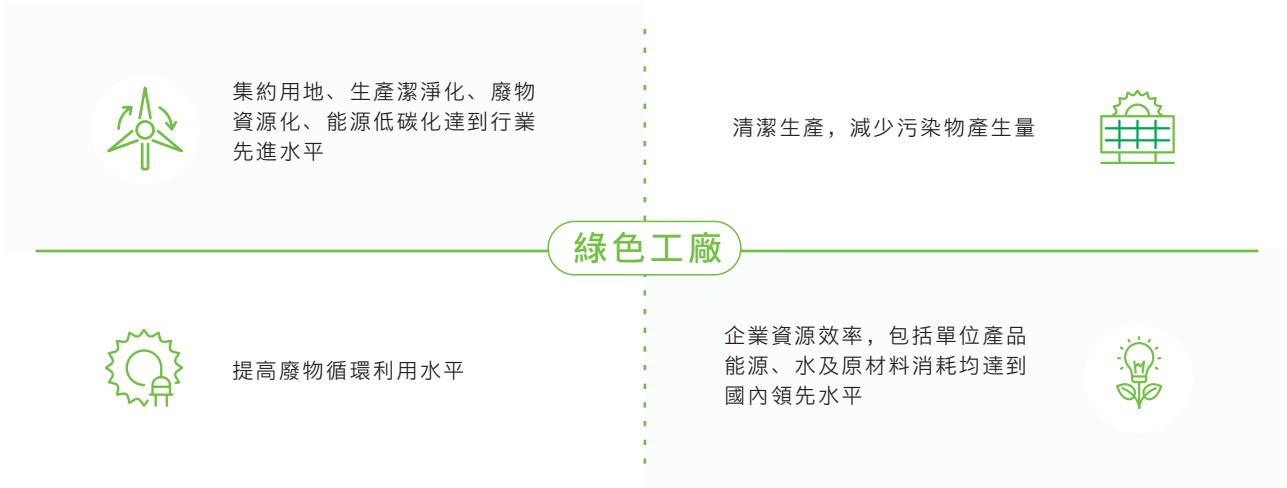 集約用地、生產潔淨化、廢物
資源化、能源低碳化達到行業
先進水平
清潔生產，減少污染物產生量
綠色工廠
提高廢物循環利用水平
企業資源效率，包括單位產品
能源、水及原材料消耗均達到
國內領先水平